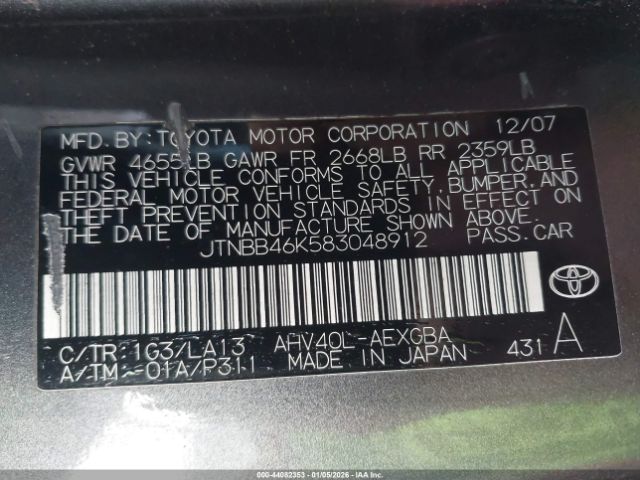 MFD. BY: TOYOTA MOTOR CORPORATION 12/07
GVWR 4655LB GAWR FR 2668LB RR 2359LB
THIS VEHICLE CONFORMS TO ALL APPLICABLE
FEDERAL MOTOR VEHICLE SAFETY, BUMPER, AND
THEFT PREVENTION STANDARDS IN EFFECT ON
THE DATE OF MANUFACTURE SHOWN ABOVE.
JTNBB46K583048912 PASS. CAR
C/TR: 1G3/LA13 AHV40L-AEXGBA
A/TM: -01A/P311 MADE IN JAPAN 431 A
000-44082353 - 01/05/2026 - IAA Holdings, LLC